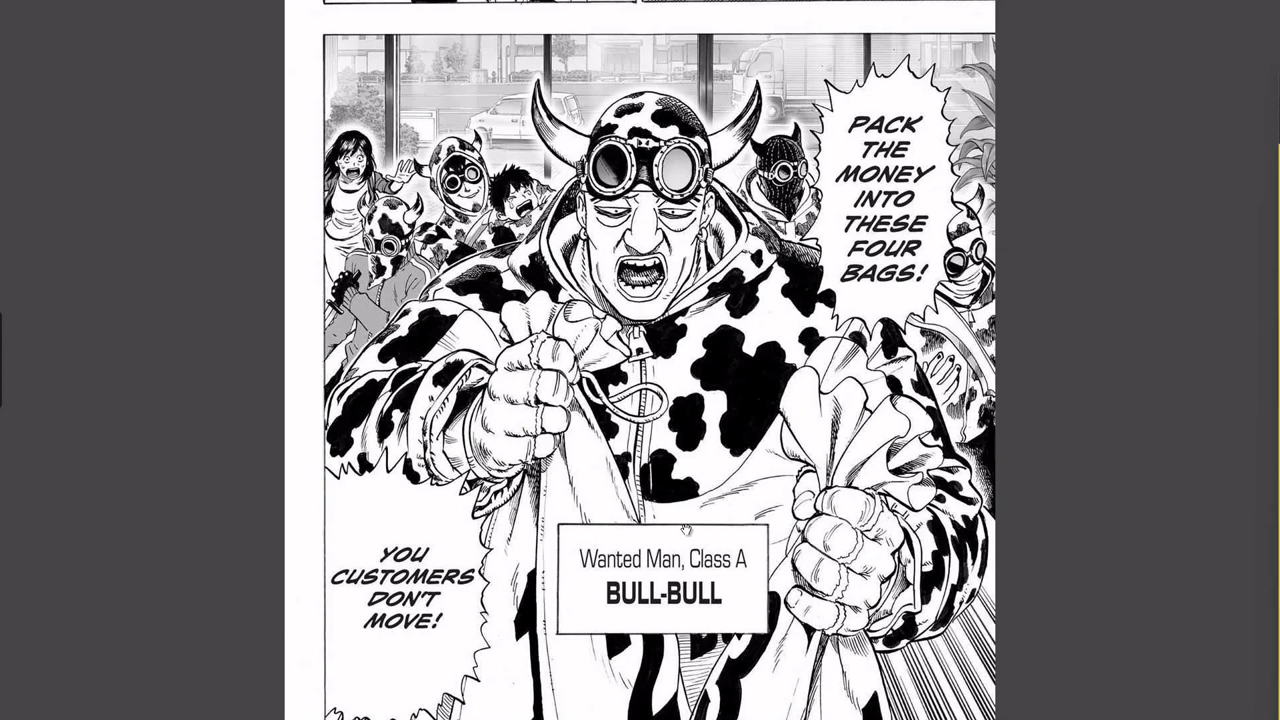 PACK
THE
MONEY
INTO
THESE
FOUR
BAGS!
YOU
CUSTOMERS
DON'T
MOVE!
Wanted Man, Class A
BULL-BULL